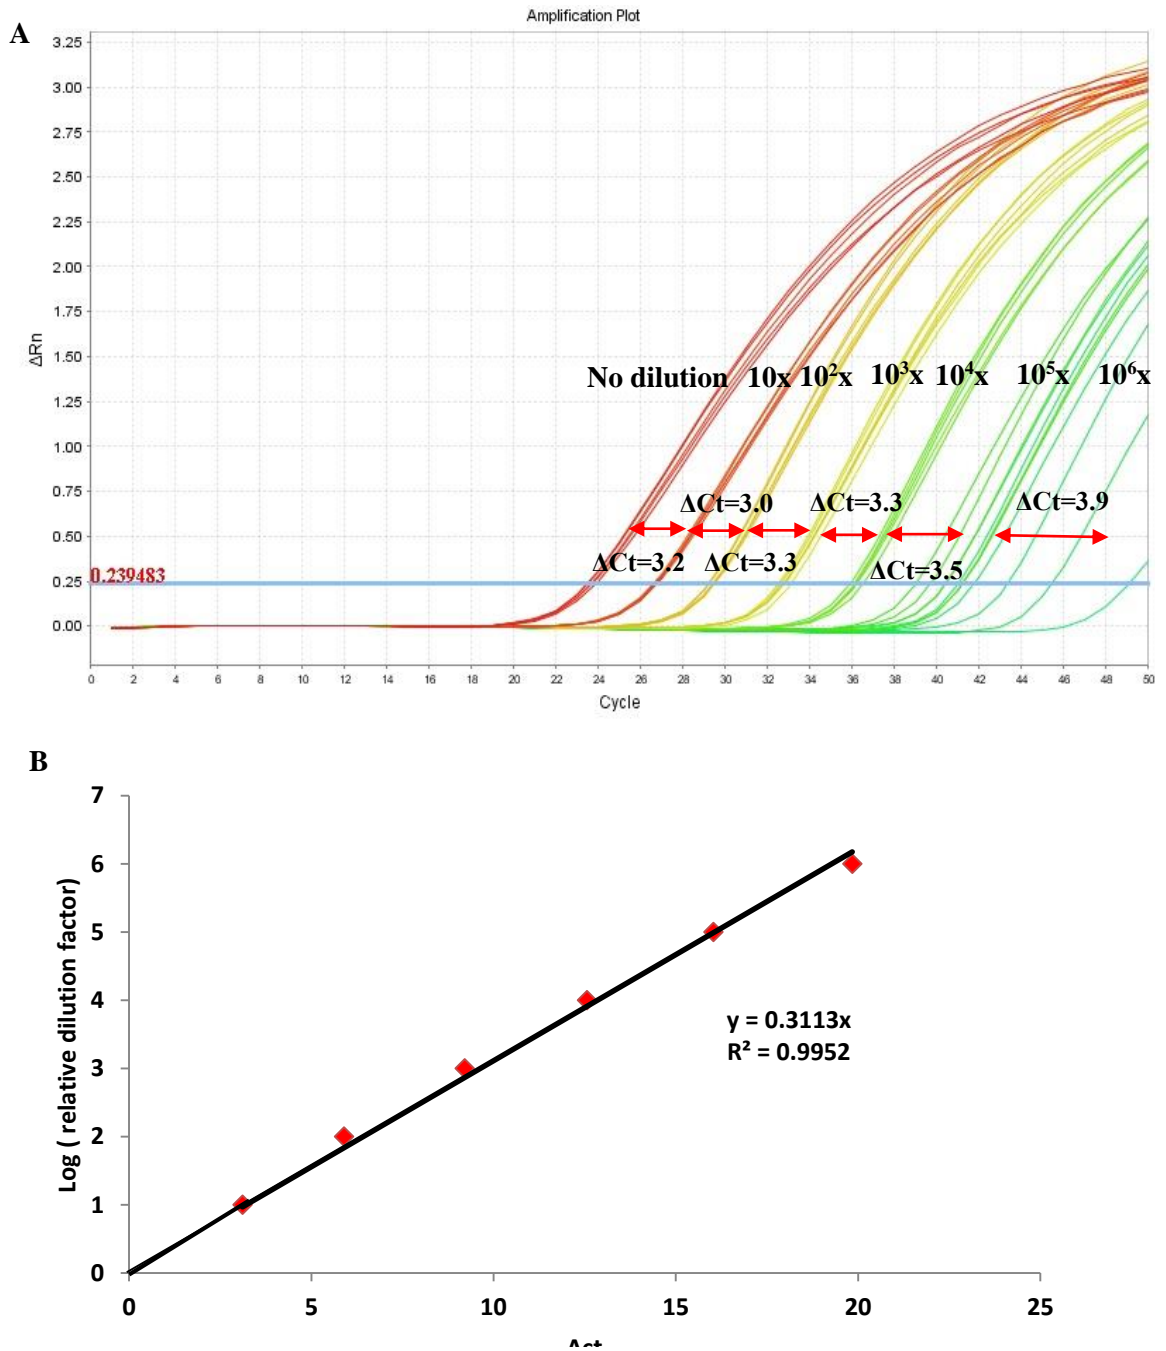 A
Amplification Plot
3.25
3.00
2.75
2.50
2.25
2.00
1.75
1.50
1.25
1.00
0.75
0.50
0.25
0.00
ΔRn
No dilution 10x 10²x 10³x 10⁴x 10⁵x 10⁶x
ΔCt=3.0 ΔCt=3.3 ΔCt=3.9
ΔCt=3.2 ΔCt=3.3 ΔCt=3.5
0.239483
0 2 4 6 8 10 12 14 16 18 20 22 24 26 28 30 32 34 36 38 40 42 44 46 48 50
Cycle
B
7
6
5
4
3
2
1
0
Log ( relative dilution factor)
y = 0.3113x
R² = 0.9952
0 5 10 15 20 25
Δct